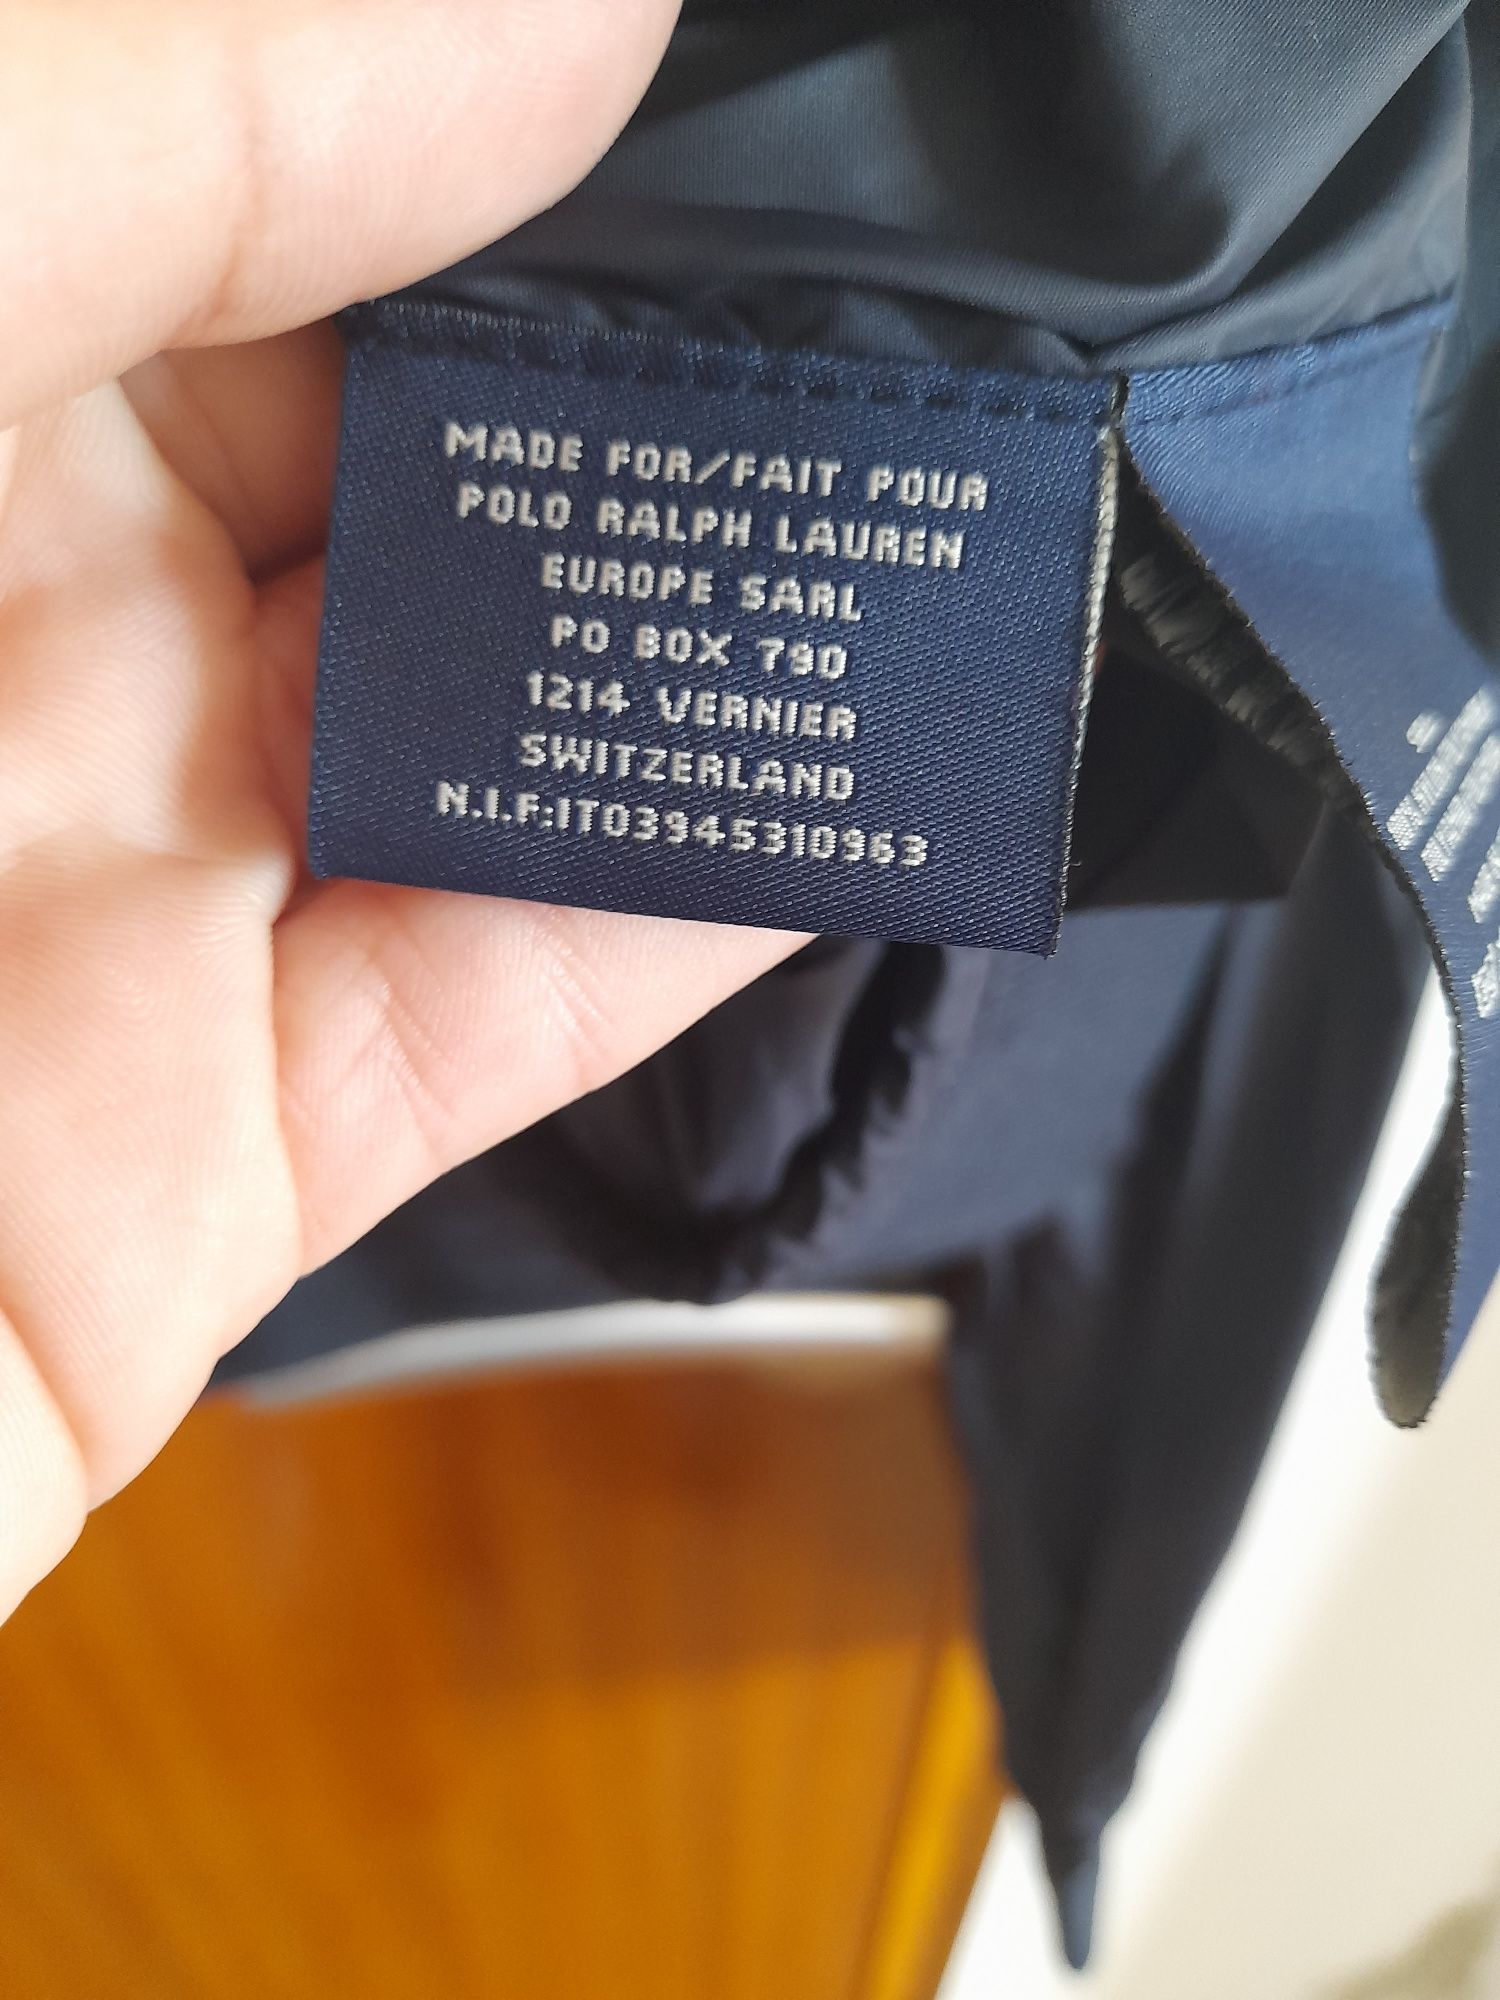 MADE FOR/FAIT POUR
POLO RALPH LAUREN
EUROPE SARL
PO BOX 790
1214 VERNIER
SWITZERLAND
N.I.F:IT03945310963